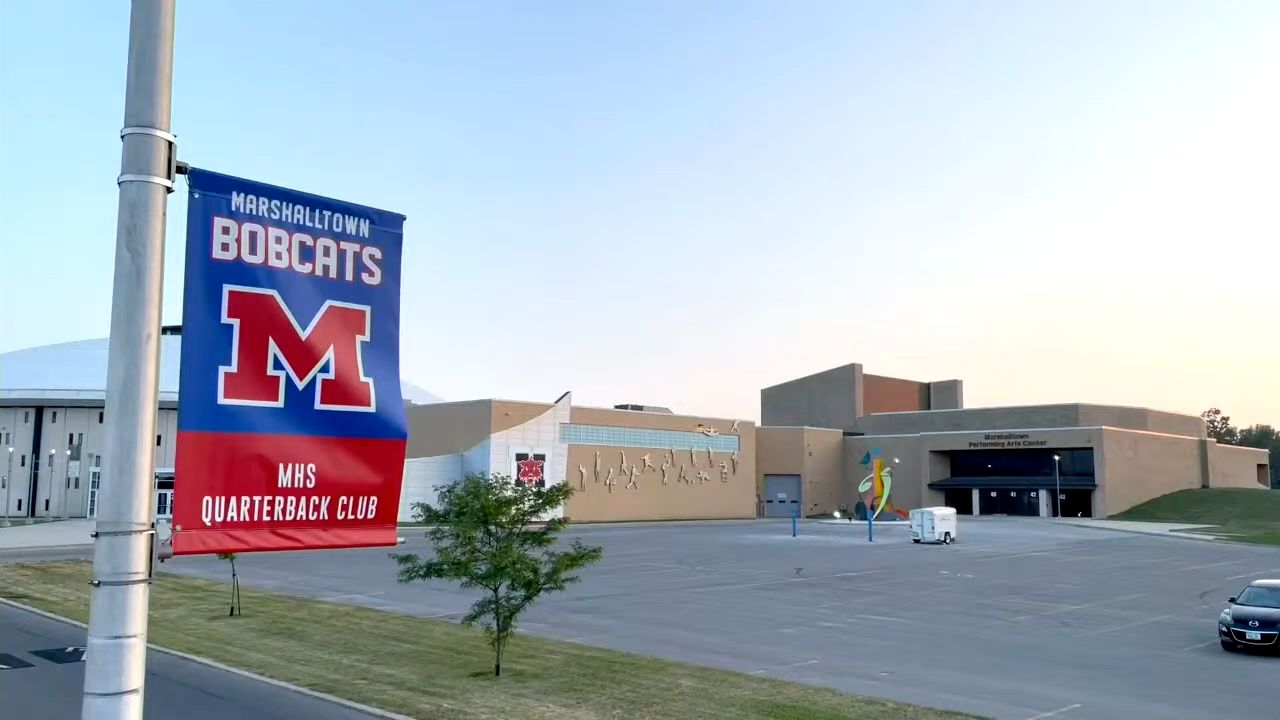 MARSHALLTOWN
BOBCATS
M
MHS
QUARTERBACK CLUB
Marshalltown
Performing Arts Center